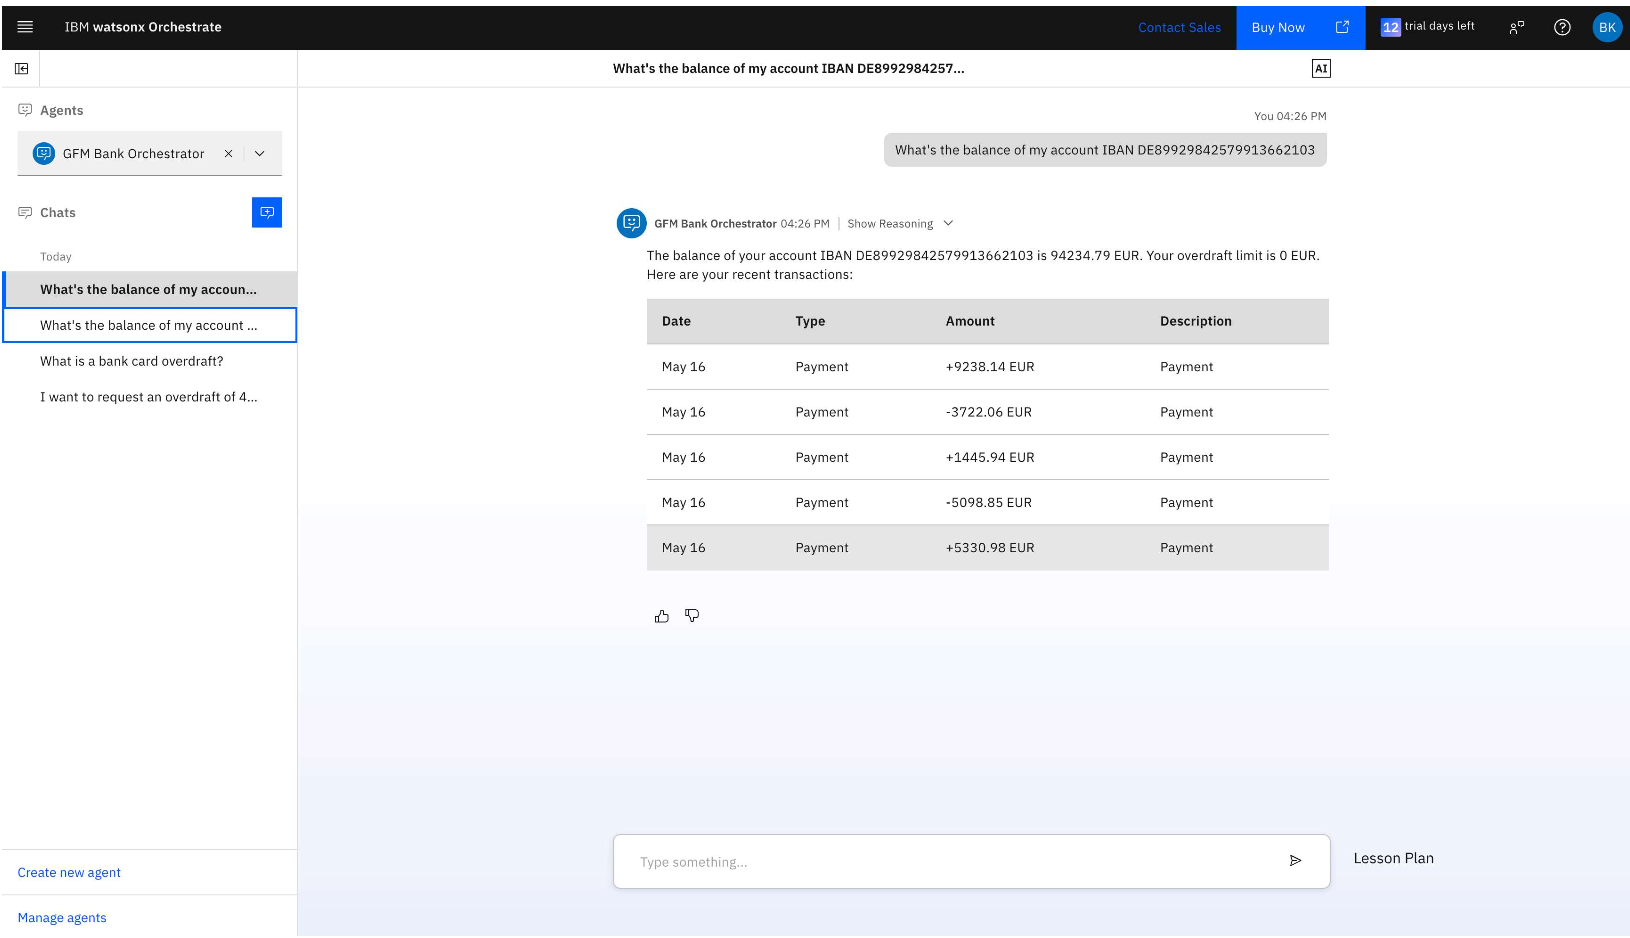 IBM watsonx Orchestrate
Contact Sales
Buy Now
12 trial days left
BK
What's the balance of my account IBAN DE8992984257...
AI
Agents
GFM Bank Orchestrator
Chats
Today
What's the balance of my accoun...
What's the balance of my account ...
What is a bank card overdraft?
I want to request an overdraft of 4...
Create new agent
Manage agents
You 04:26 PM
What's the balance of my account IBAN DE89929842579913662103
GFM Bank Orchestrator 04:26 PM | Show Reasoning
The balance of your account IBAN DE89929842579913662103 is 94234.79 EUR. Your overdraft limit is 0 EUR.
Here are your recent transactions:
Date Type Amount Description
May 16 Payment +9238.14 EUR Payment
May 16 Payment -3722.06 EUR Payment
May 16 Payment +1445.94 EUR Payment
May 16 Payment -5098.85 EUR Payment
May 16 Payment +5330.98 EUR Payment
Type something...
Lesson Plan